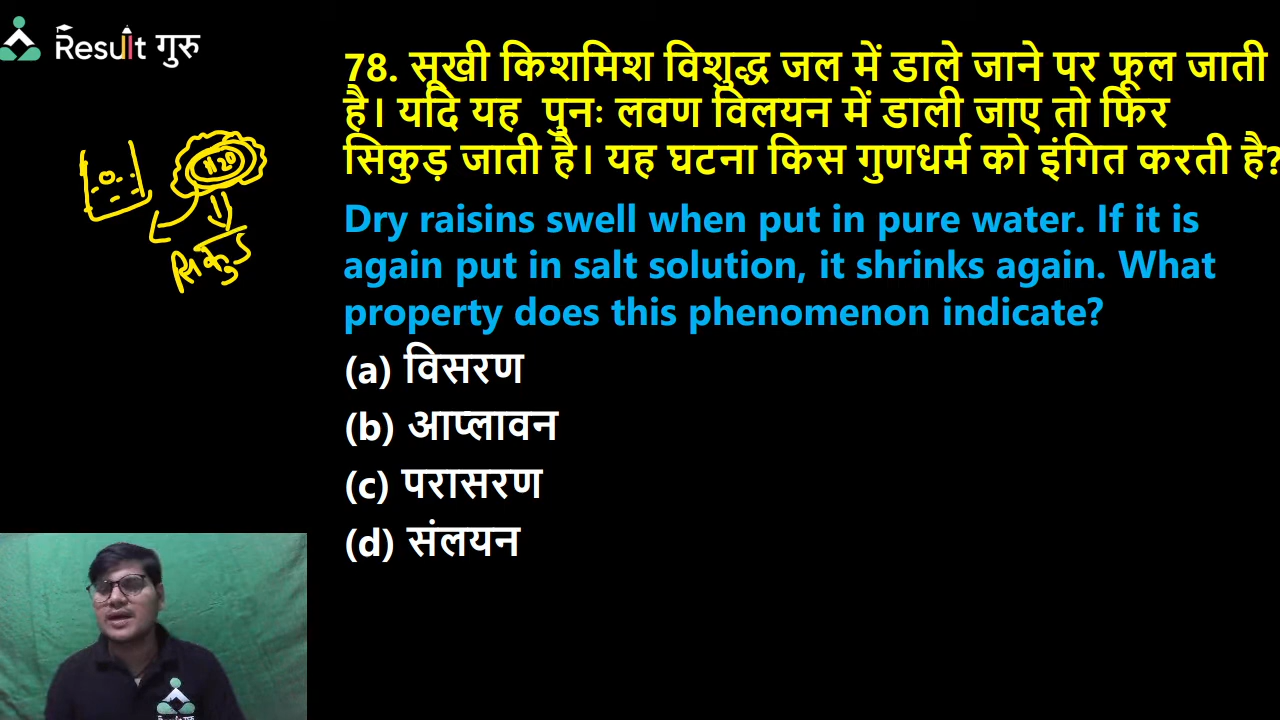 Result गुरु
78. सूखी किशमिश विशुद्ध जल में डाले जाने पर फूल जाती
है। यदि यह पुनः लवण विलयन में डाली जाए तो फिर
सिकुड़ जाती है। यह घटना किस गुणधर्म को इंगित करती है?
H20
Dry raisins swell when put in pure water. If it is
again put in salt solution, it shrinks again. What
property does this phenomenon indicate?
(a) विसरण
(b) आप्लावन
(c) परासरण
(d) संलयन